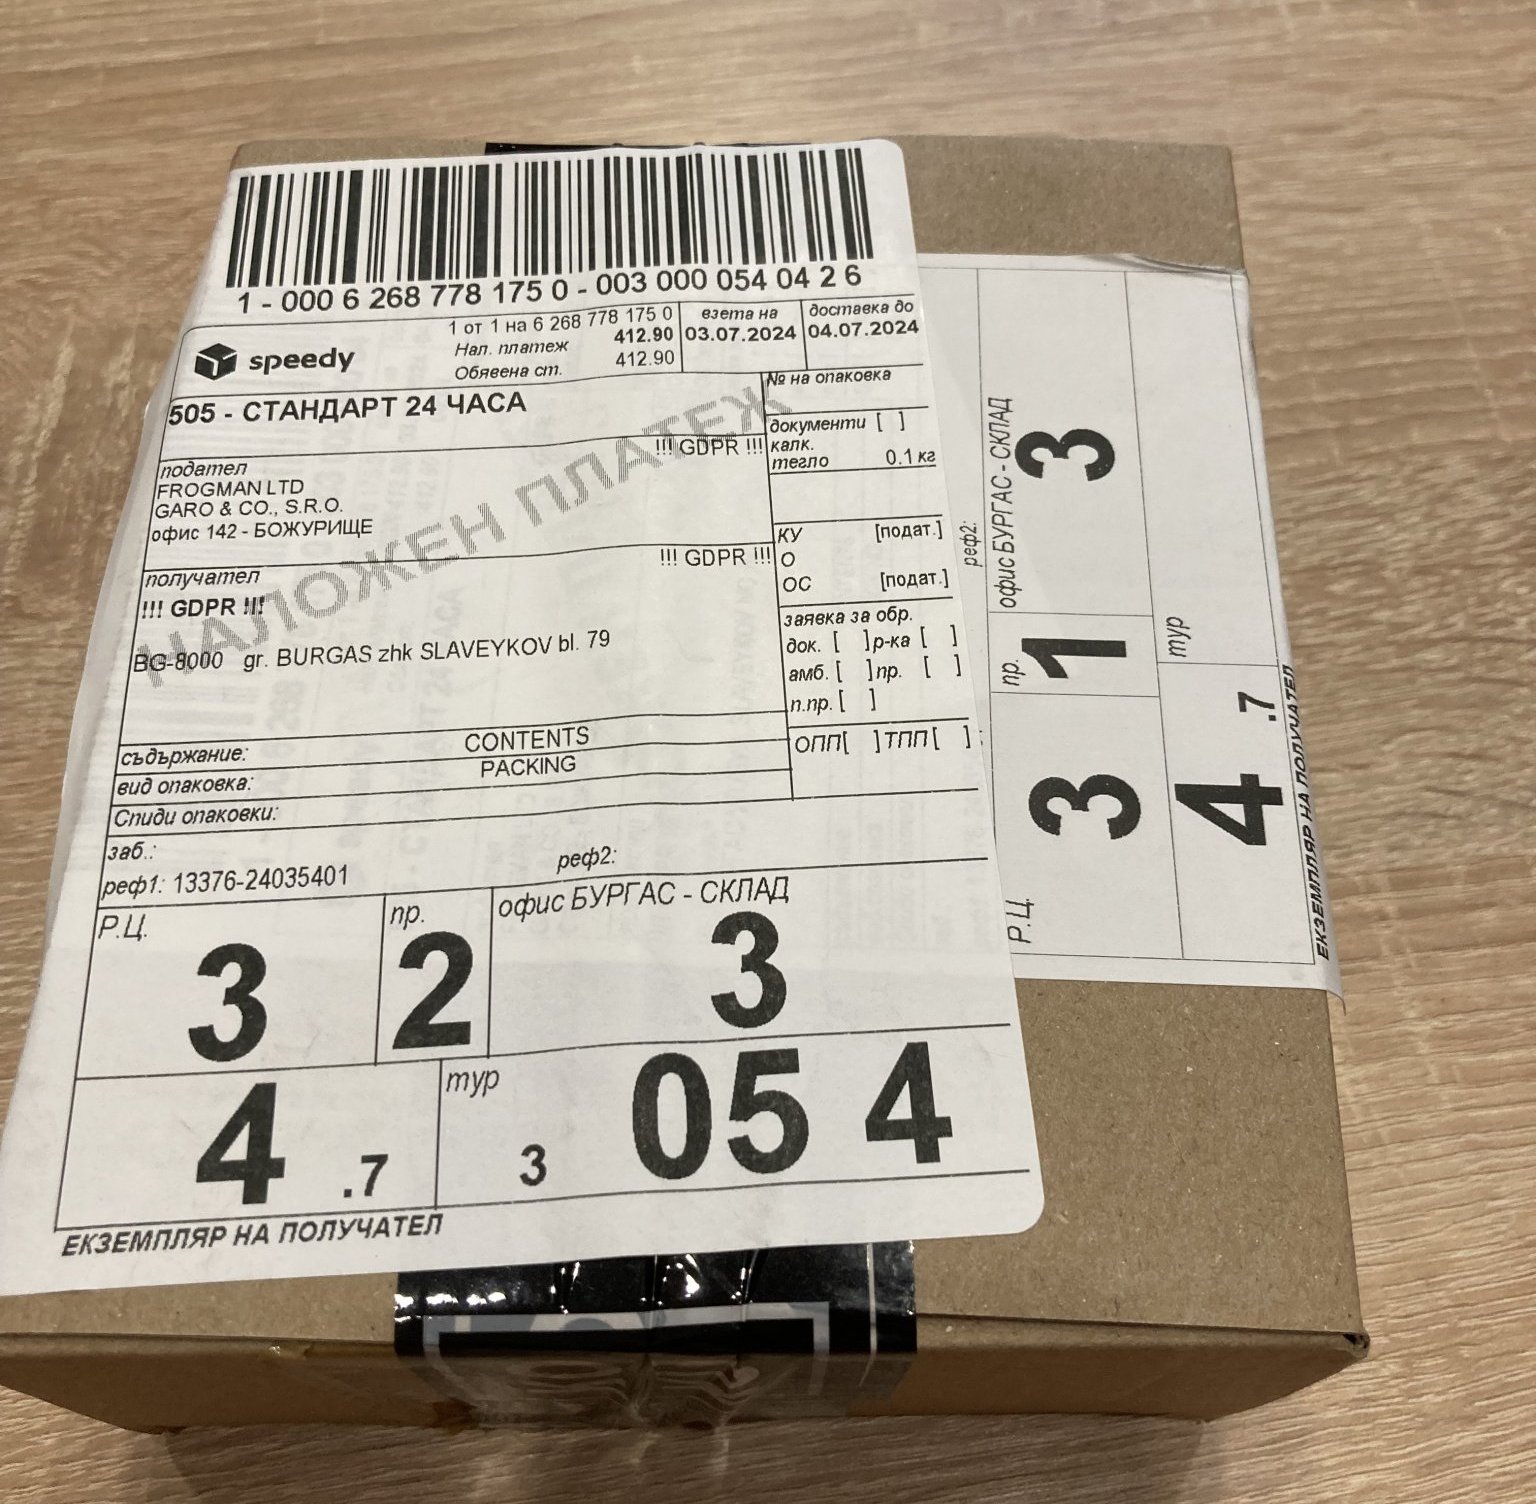 1 - 000 6 268 778 175 0 - 003 000 054 04 2 6
speedy
1 от 1 на 6 268 778 175 0
Нал. платеж 412.90
Обявена ст. 412.90
взета на
03.07.2024
доставка до
04.07.2024
505 - СТАНДАРТ 24 ЧАСА
НАЛОЖЕН ПЛАТЕЖ
№ на опаковка
документи [ ]
калк.
тегло 0.1 кг
!!! GDPR !!!
подател
FROGMAN LTD
GARO & CO., S.R.O.
офис 142 - БОЖУРИЩЕ
КУ [подат.]
!!! GDPR !!!
О
ОС [подат.]
получател
!!! GDPR !!!
BG-8000 gr. BURGAS zhk SLAVEYKOV bl. 79
заявка за обр.
док. [ ] р-ка [ ]
амб. [ ] пр. [ ]
п.пр. [ ]
ОПП [ ] ТПП [ ]
съдържание: CONTENTS
вид опаковка: PACKING
Спиди опаковки:
заб.:
реф1: 13376-24035401 реф2:
Р.Ц. 3
пр. 2
офис БУРГАС - СКЛАД
3
4 .7
тур 3 05 4
ЕКЗЕМПЛЯР НА ПОЛУЧАТЕЛ
реф2:
офис БУРГАС - СКЛАД
3
пр. 1
Р.Ц. 3
тур
4 .7
ЕКЗЕМПЛЯР НА ПОЛУЧАТЕЛ